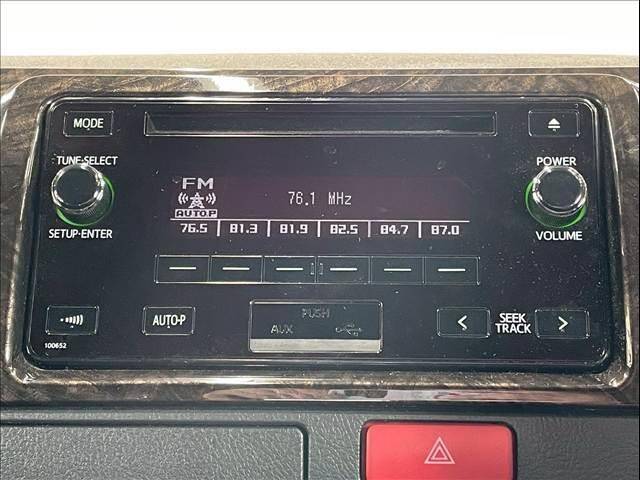 MODE
TUNE·SELECT
POWER
FM
76.1 MHz
AUTO.P
76.5 81.3 81.9 82.5 84.7 87.0
SETUP·ENTER
VOLUME
PUSH
AUX
AUTO·P
SEEK
TRACK
100652